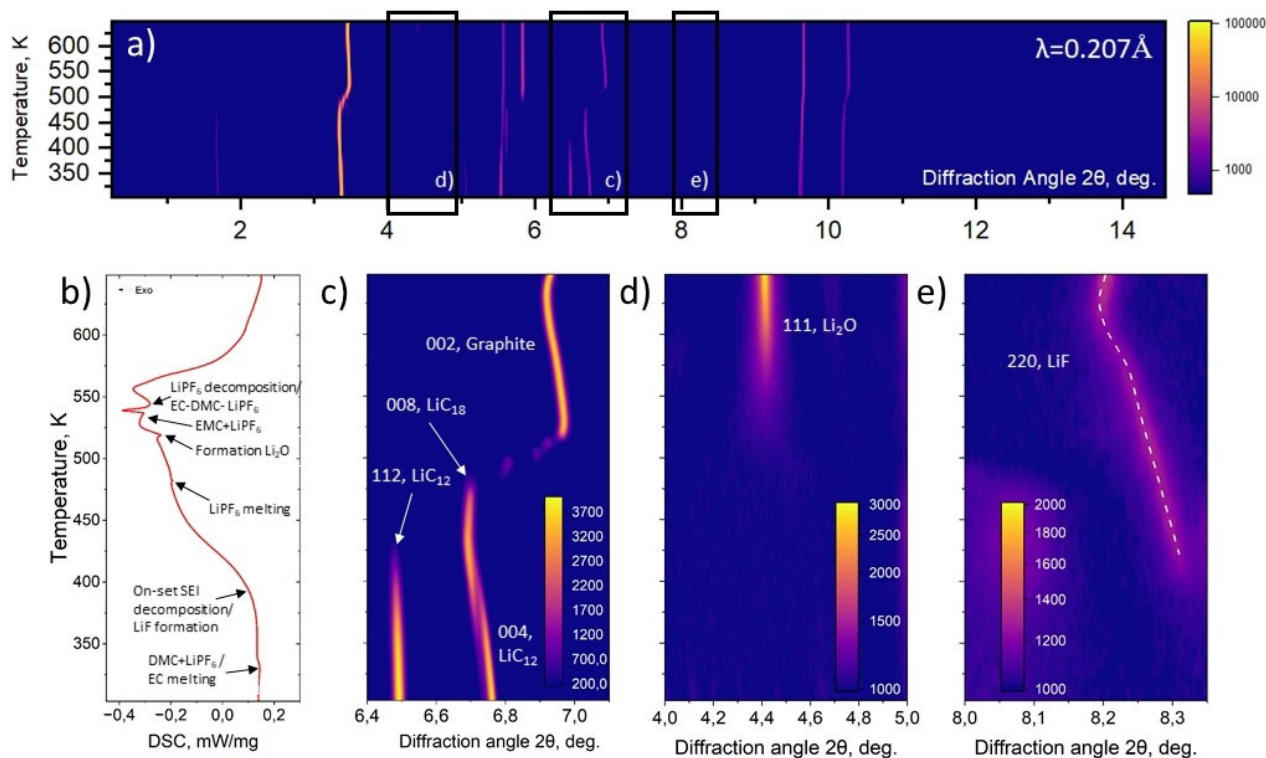 a)
Temperature, K
600
550
500
450
400
350
λ=0.207Å
d)
c)
e)
Diffraction Angle 2θ, deg.
2
4
6
8
10
12
14
100000
10000
1000
b)
Exo
Temperature, K
600
550
500
450
400
350
LiPF₆ decomposition/
EC-DMC- LiPF₆
EMC+LiPF₆
Formation Li₂O
LiPF₆ melting
On-set SEI
decomposition/
LiF formation
DMC+LiPF₆ /
EC melting
−0,4
−0,2
0,0
0,2
DSC, mW/mg
c)
002, Graphite
008, LiC₁₈
112, LiC₁₂
004,
LiC₁₂
3700
3200
2700
2200
1700
1200
700,0
200,0
6,4
6,6
6,8
7,0
Diffraction angle 2θ, deg.
d)
111, Li₂O
3000
2500
2000
1500
1000
4,0
4,2
4,4
4,6
4,8
5,0
Diffraction angle 2θ, deg.
e)
220, LiF
2000
1800
1600
1400
1200
1000
8,0
8,1
8,2
8,3
Diffraction angle 2θ, deg.